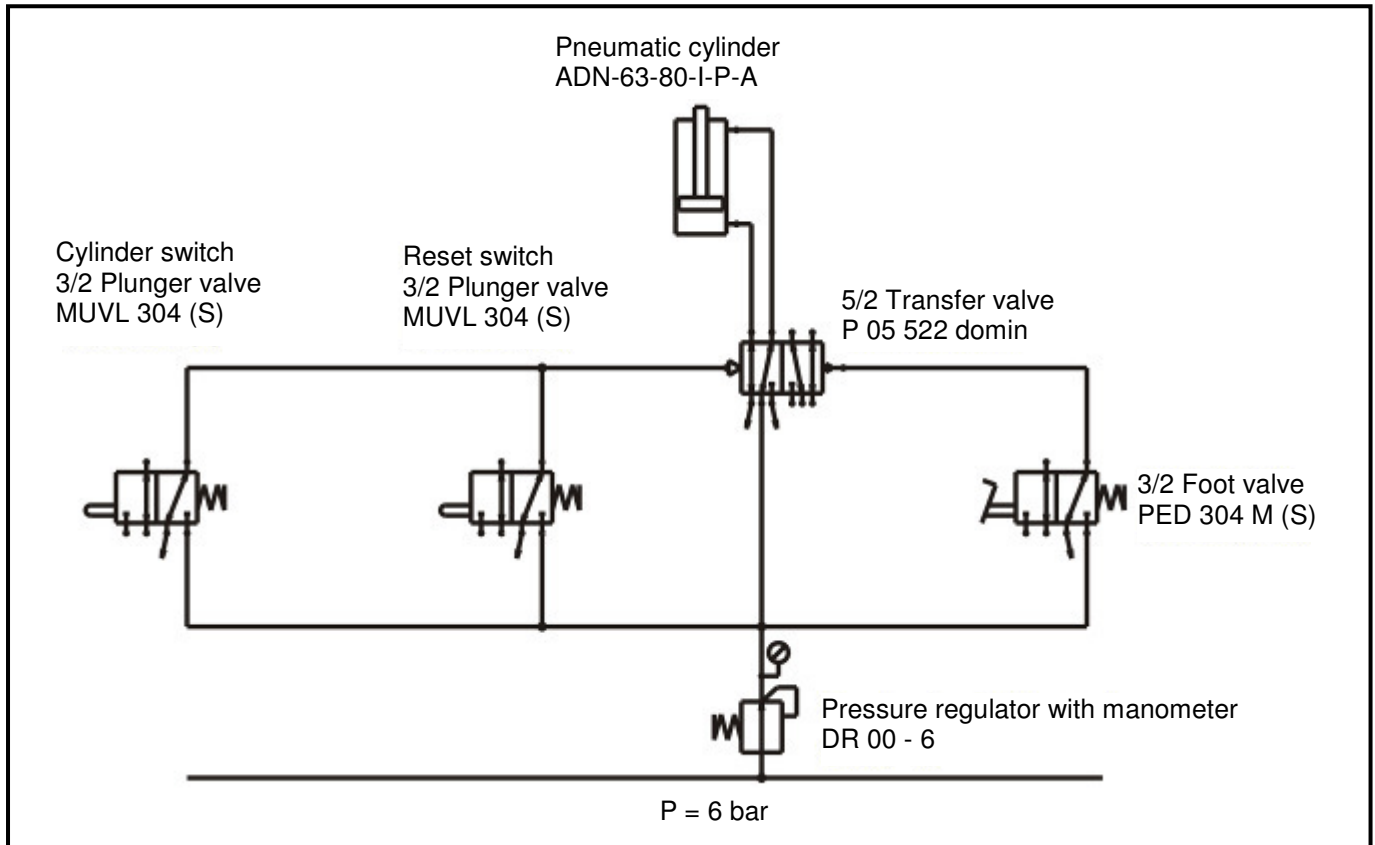 Pneumatic cylinder
ADN-63-80-I-P-A
Cylinder switch
3/2 Plunger valve
MUVL 304 (S)
Reset switch
3/2 Plunger valve
MUVL 304 (S)
5/2 Transfer valve
P 05 522 domin
3/2 Foot valve
PED 304 M (S)
Pressure regulator with manometer
DR 00 - 6
P = 6 bar